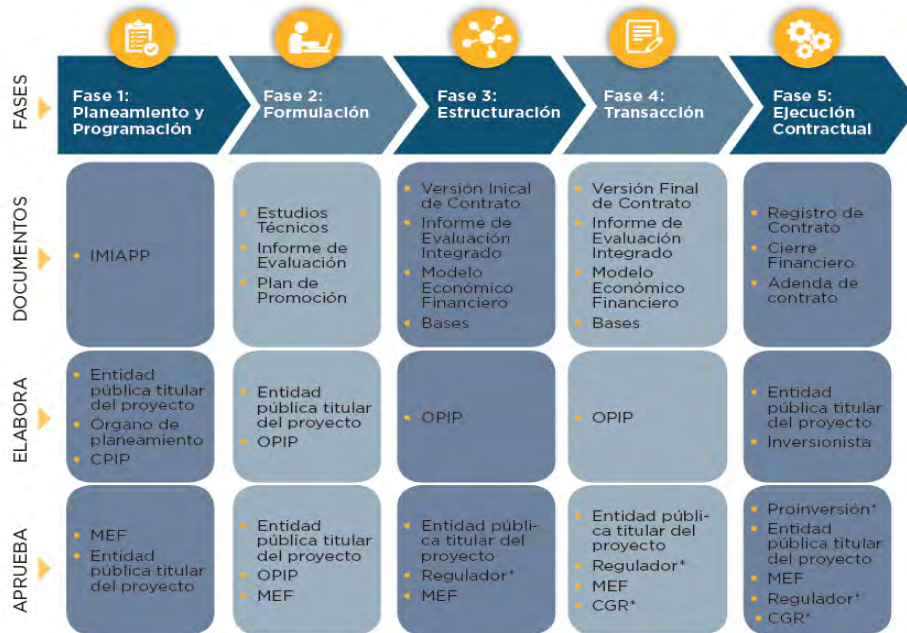 FASES
Fase 1:
Planeamiento y
Programación
Fase 2:
Formulación
Fase 3:
Estructuración
Fase 4:
Transacción
Fase 5:
Ejecución
Contractual
DOCUMENTOS
• IMIAPP
• Estudios
Técnicos
• Informe de
Evaluación
• Plan de
Promoción
• Versión Inical
de Contrato
• Informe de
Evaluación
Integrado
• Modelo
Económico
Financiero
• Bases
• Versión Final
de Contrato
• Informe de
Evaluación
Integrado
• Modelo
Económico
Financiero
• Bases
• Registro de
Contrato
• Cierre
Financiero
• Adenda de
contrato
ELABORA
• Entidad
pública titular
del proyecto
• Órgano de
planeamiento
• CPIP
• Entidad
pública titular
del proyecto
• OPIP
• OPIP
• OPIP
• Entidad
pública titular
del proyecto
• Inversionista
APRUEBA
• MEF
• Entidad
pública titular
del proyecto
• Entidad
pública titular
del proyecto
• OPIP
• MEF
• Entidad públi-
ca titular del
proyecto
• Regulador*
• MEF
• Entidad públi-
ca titular del
proyecto
• Regulador*
• MEF
• CGR*
• Proinversión*
• Entidad
pública titular
del proyecto
• MEF
• Regulador*
• CGR*